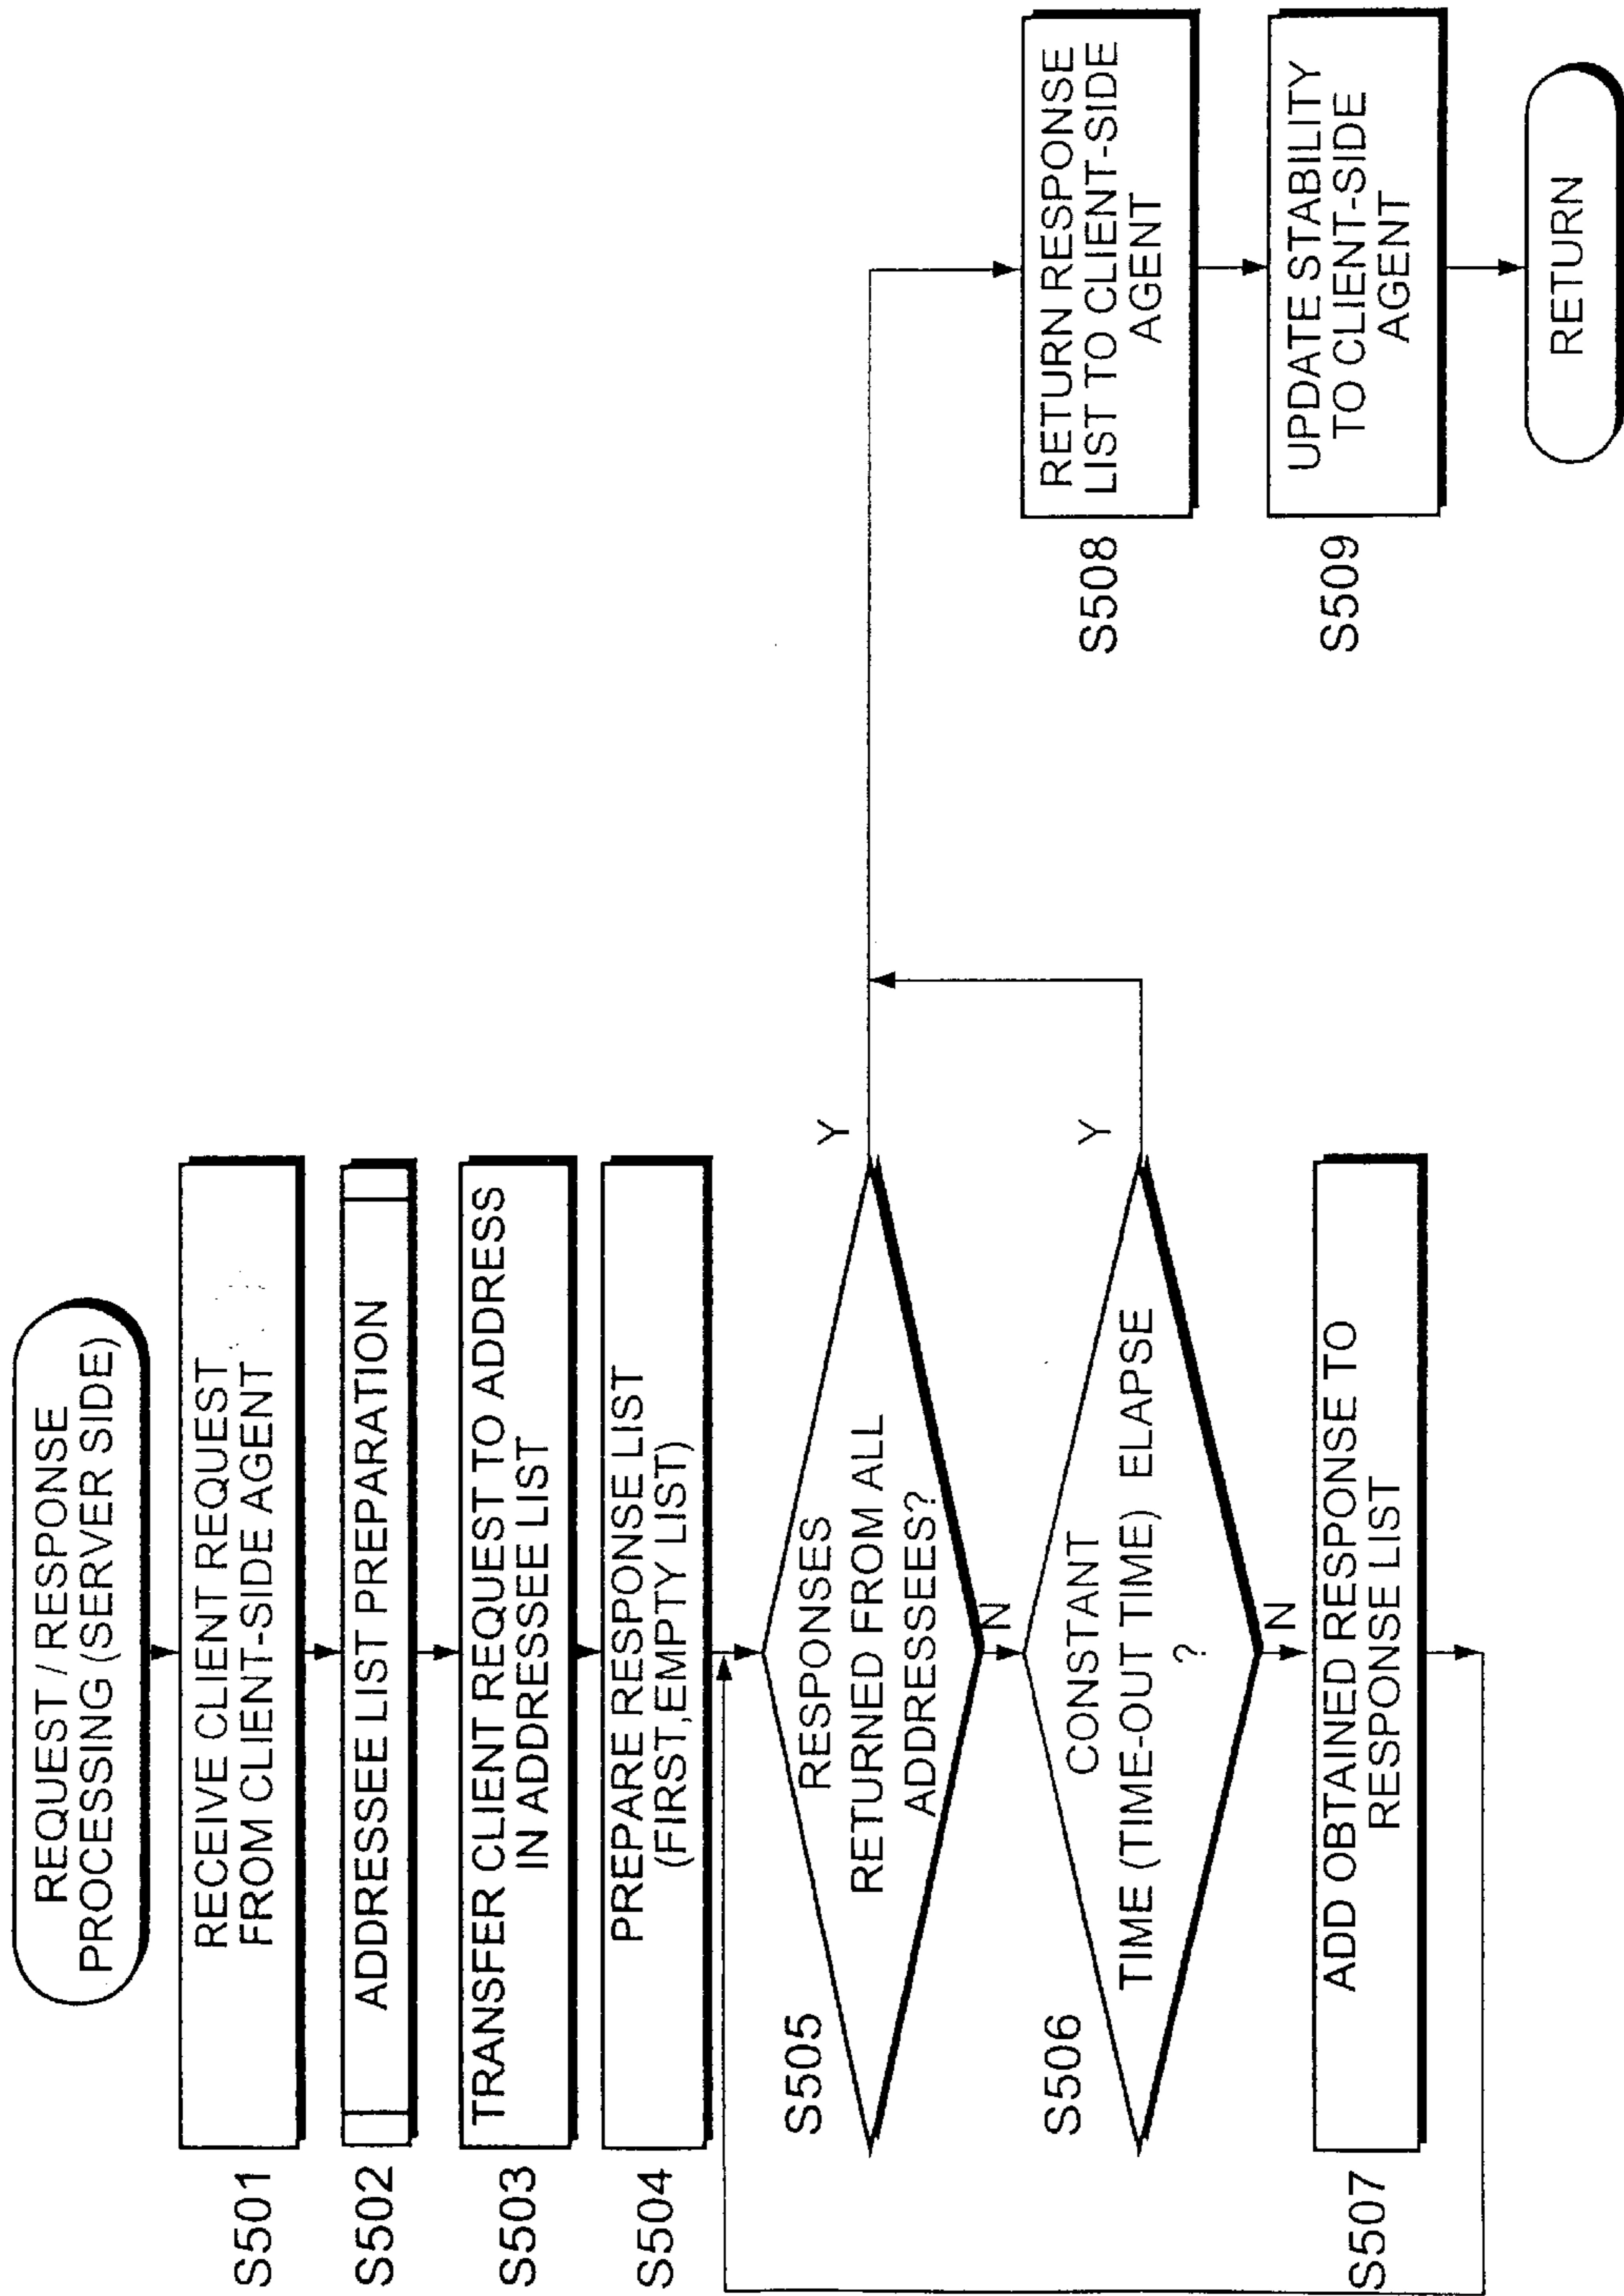 REQUEST / RESPONSE
PROCESSING (SERVER SIDE)
S501
RECEIVE CLIENT REQUEST
FROM CLIENT-SIDE AGENT
S502
ADDRESSEE LIST PREPARATION
S503
TRANSFER CLIENT REQUEST TO ADDRESS
IN ADDRESSEE LIST
S504
PREPARE RESPONSE LIST
(FIRST,EMPTY LIST)
S505
RESPONSES
RETURNED FROM ALL
ADDRESSEES?
Y
N
S506
CONSTANT
TIME (TIME-OUT TIME) ELAPSE
?
Y
N
S507
ADD OBTAINED RESPONSE TO
RESPONSE LIST
S508
RETURN RESPONSE
LIST TO CLIENT-SIDE
AGENT
S509
UPDATE STABILITY
TO CLIENT-SIDE
AGENT
RETURN